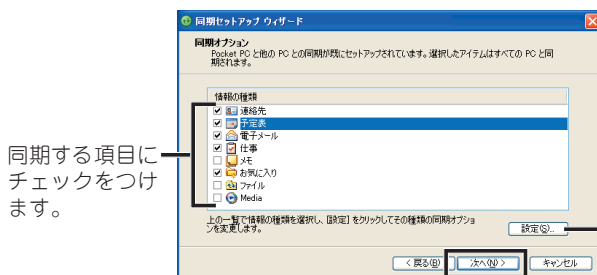 同期セットアップ ウィザード
同期オプション
Pocket PC と他の PC との同期が既にセットアップされています。選択したアイテムはすべての PC と同
期されます。
情報の種類
連絡先
予定表
電子メール
仕事
メモ
お気に入り
ファイル
Media
同期する項目に
チェックをつけ
ます。
上の一覧で情報の種類を選択し、[設定] をクリックしてその種類の同期オプショ
ンを変更します。
設定(S)...
< 戻る(B)
次へ(N) >
キャンセル